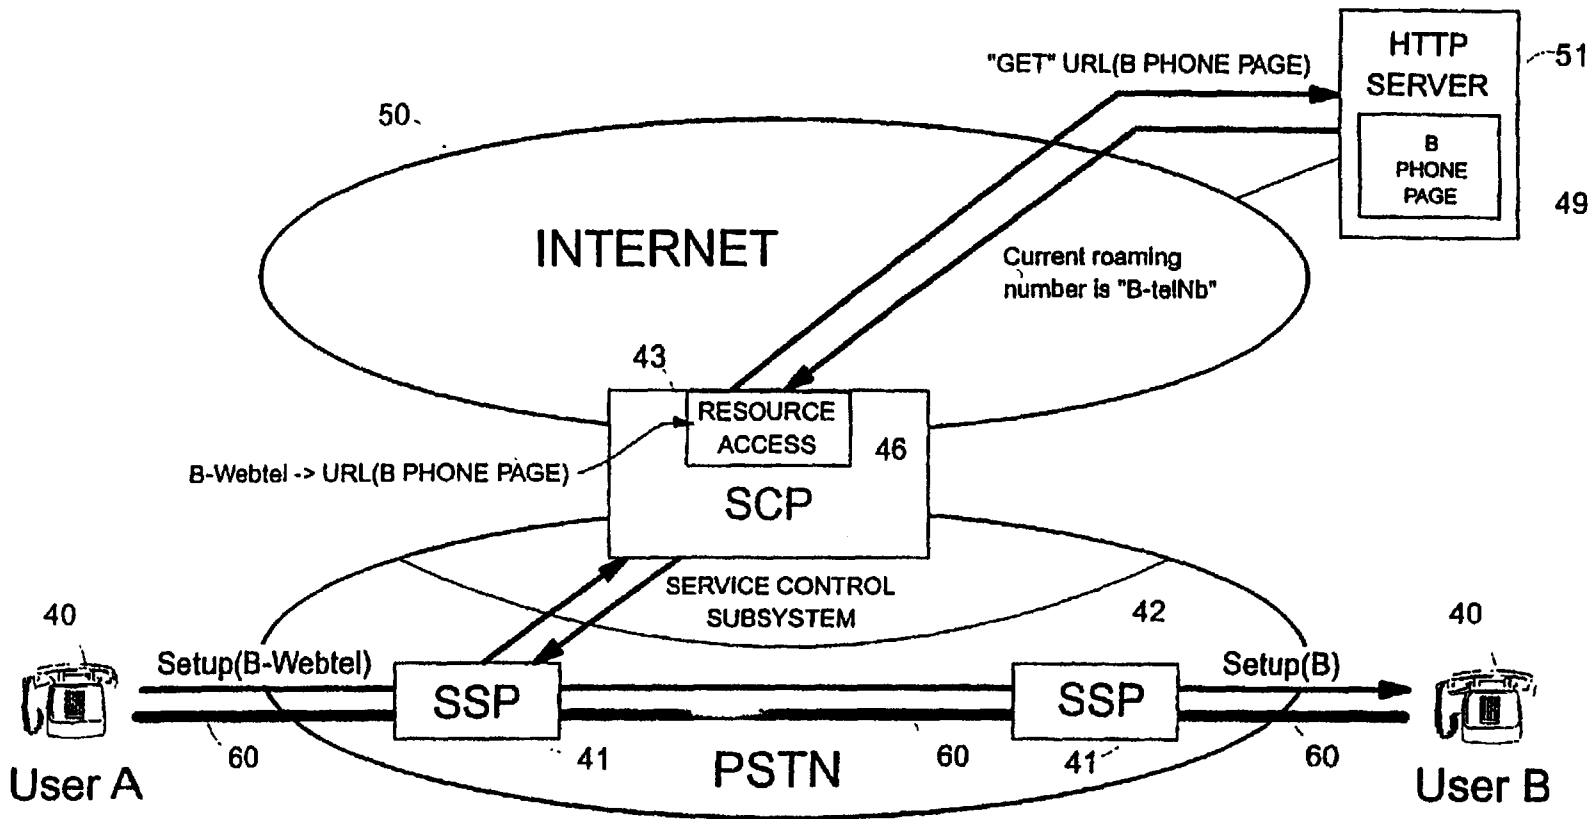 "GET" URL(B PHONE PAGE)
HTTP
SERVER
51
B
PHONE
PAGE
49
50
INTERNET
Current roaming
number is "B-telNb"
43
RESOURCE
ACCESS
46
B-Webtel -> URL(B PHONE PAGE)
SCP
SERVICE CONTROL
SUBSYSTEM
42
40
40
Setup(B-Webtel)
Setup(B)
SSP
SSP
60
41
PSTN
60
41
60
User A
User B